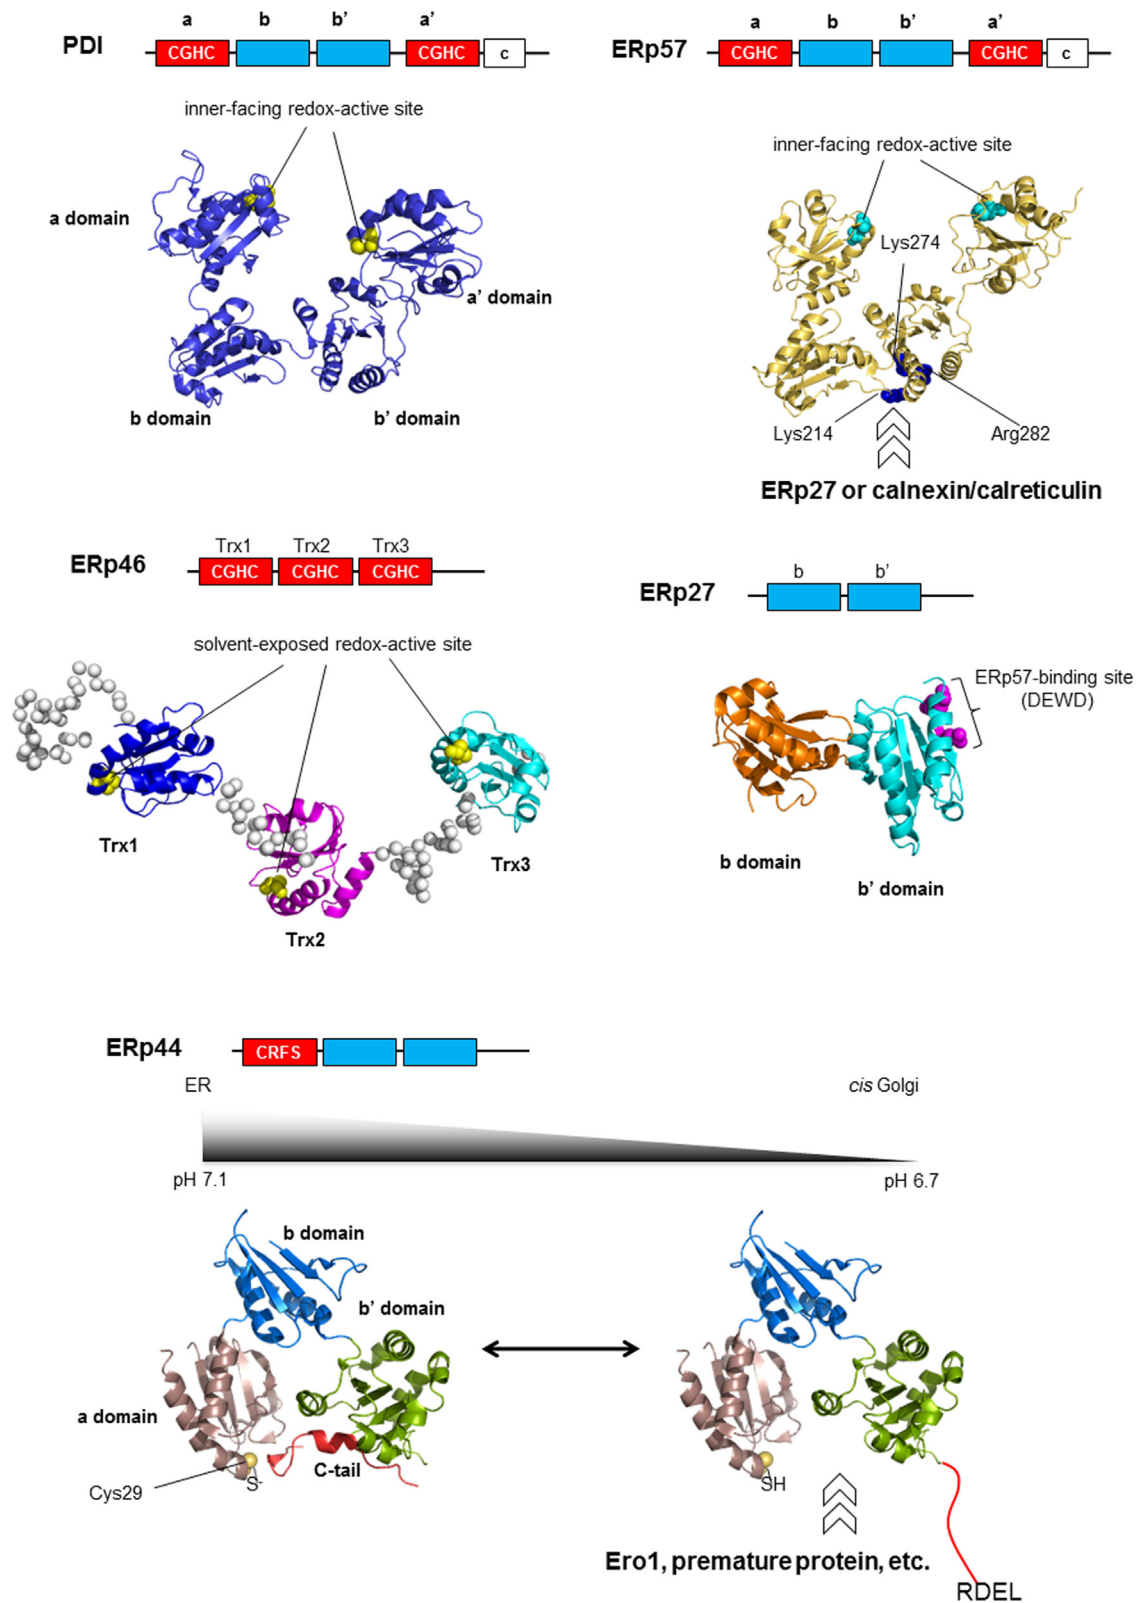 a b b’ a’
PDI
CGHC CGHC c
inner-facing redox-active site
a domain
a’ domain
b domain
b’ domain
a b b’ a’
ERp57
CGHC CGHC c
inner-facing redox-active site
Lys274
Lys214
Arg282
ERp27 or calnexin/calreticulin
Trx1 Trx2 Trx3
ERp46
CGHC CGHC CGHC
solvent-exposed redox-active site
Trx1
Trx2
Trx3
b b’
ERp27
ERp57-binding site
(DEWD)
b domain
b’ domain
ERp44
CRFS
ER
cis Golgi
pH 7.1
pH 6.7
b domain
b’ domain
a domain
C-tail
Cys29
S-
SH
Ero1, premature protein, etc.
RDEL